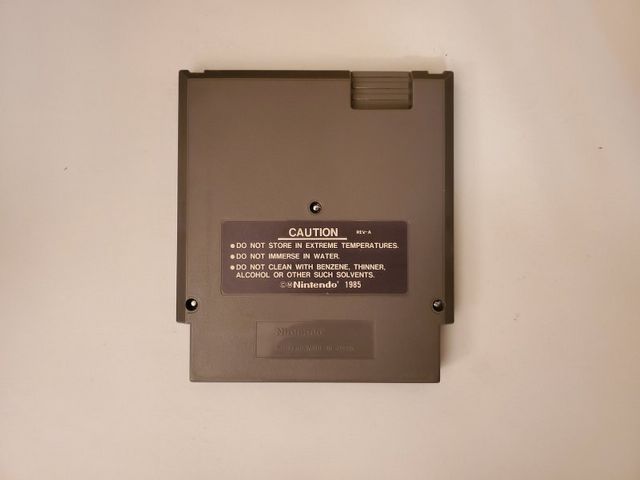 CAUTION REV-A
● DO NOT STORE IN EXTREME TEMPERATURES.
● DO NOT IMMERSE IN WATER.
● DO NOT CLEAN WITH BENZENE, THINNER,
ALCOHOL OR OTHER SUCH SOLVENTS.
©Ⓜ Nintendo® 1985
Nintendo